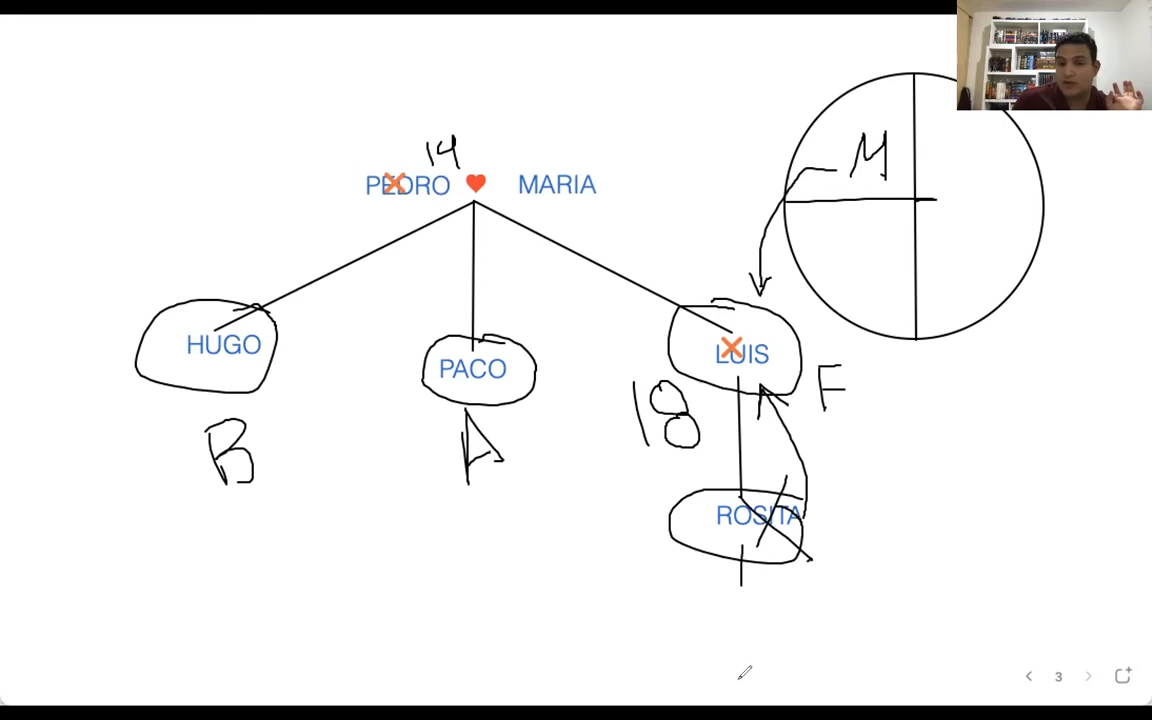 14
PEDRO MARIA
M
HUGO PACO LUIS
F
B A 18
ROSITA
3